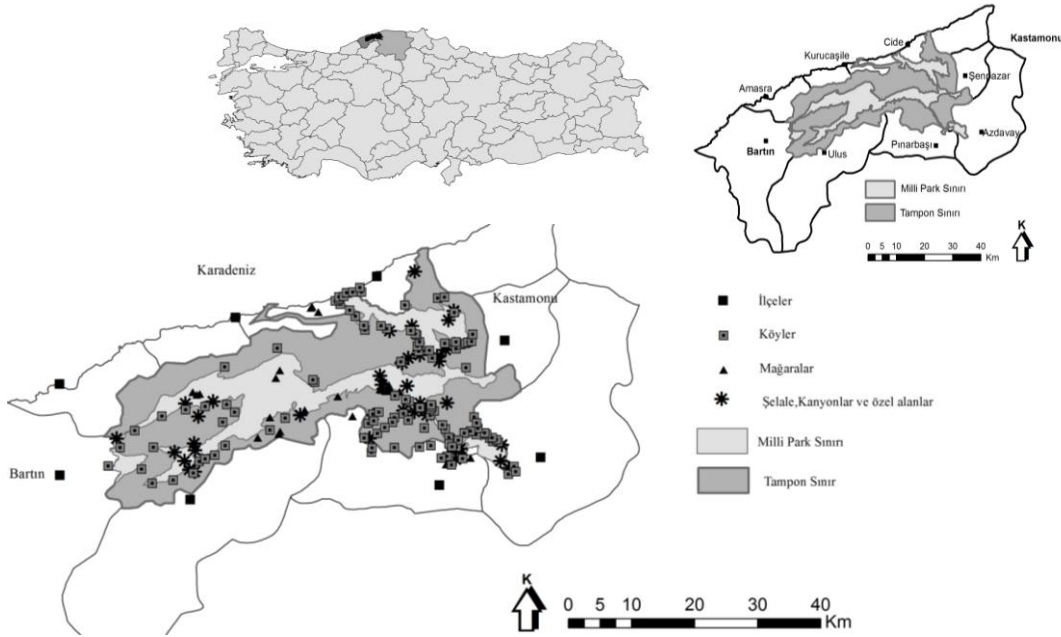 Kastamonu
Cide
Kurucaşile
Şenpazar
Amasra
Azdavay
Bartın
Pınarbaşı
Ulus
Milli Park Sınırı
Tampon Sınırı
K
0 5 10 20 30 40
Km
Karadeniz
Kastamonu
Bartın
İlçeler
Köyler
Mağaralar
Şelale,Kanyonlar ve özel alanlar
Milli Park Sınırı
Tampon Sınır
K
0 5 10 20 30 40
Km